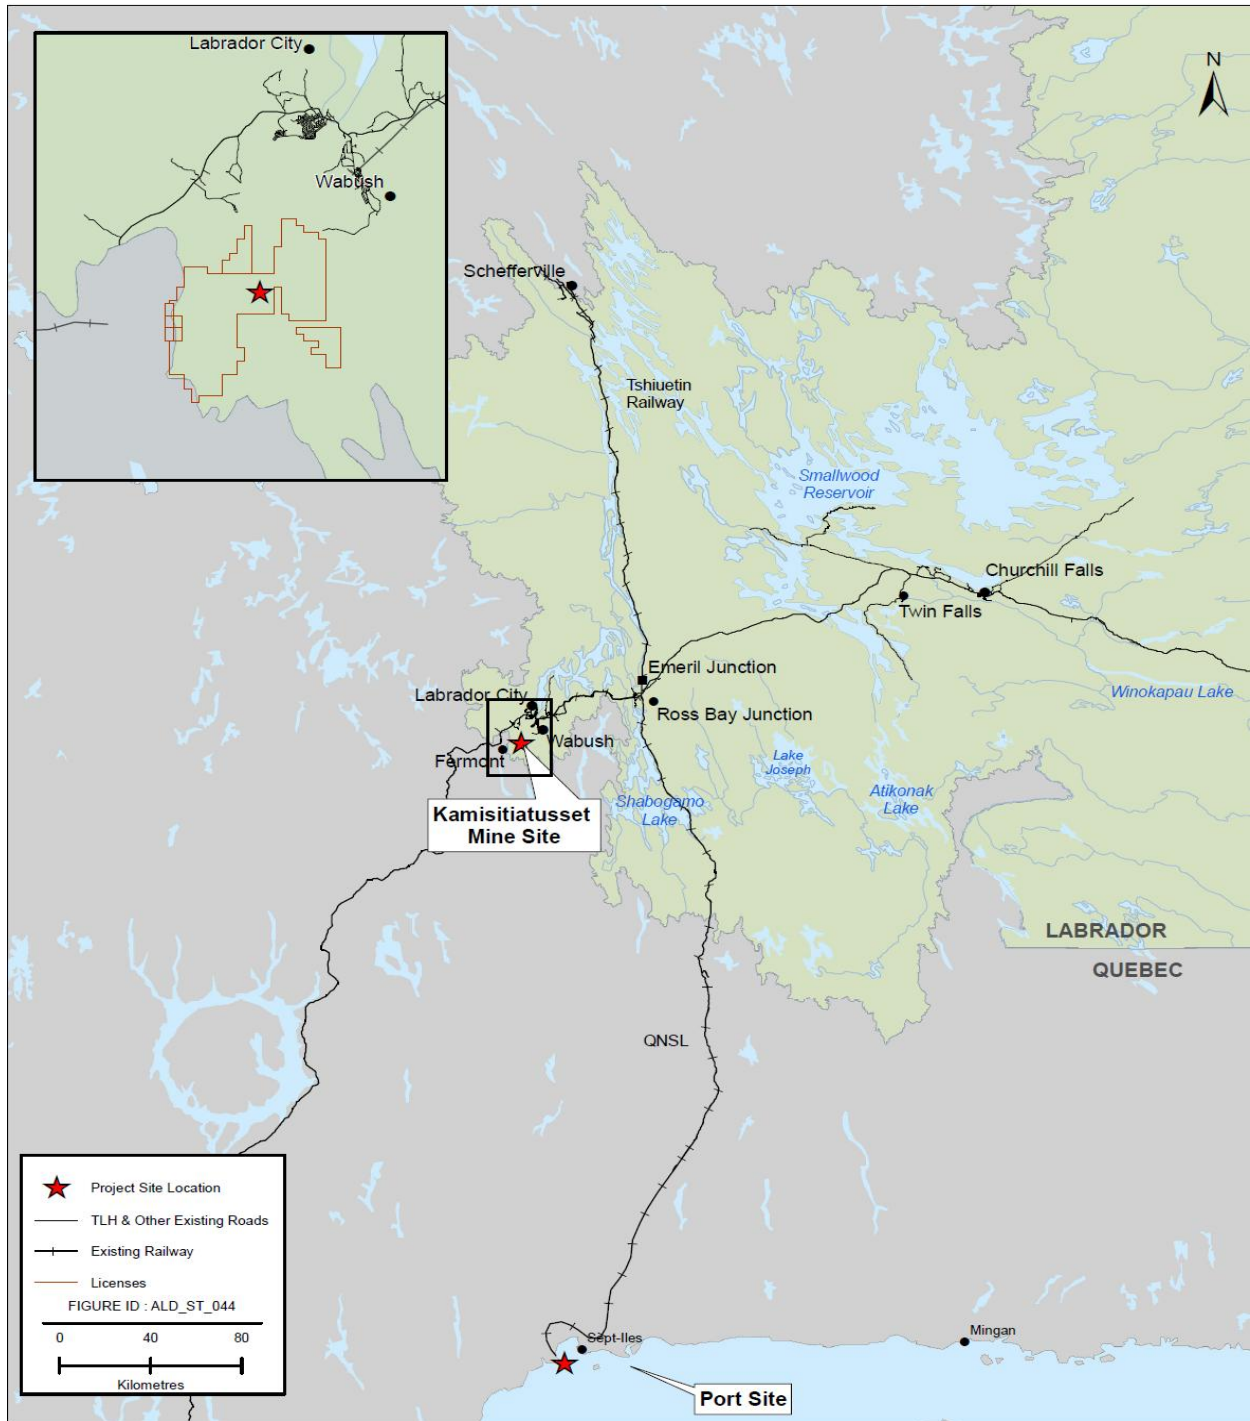 Labrador City
Wabush
N
Schefferville
Tshiuetin
Railway
Smallwood
Reservoir
Churchill Falls
Twin Falls
Emeril Junction
Winokapau Lake
Labrador City
Ross Bay Junction
Wabush
Fermont
Lake
Joseph
Atikonak
Lake
Shabogamo
Lake
Kamisitiatusset
Mine Site
LABRADOR
QUEBEC
QNSL
Project Site Location
TLH & Other Existing Roads
Existing Railway
Licenses
FIGURE ID : ALD_ST_044
0 40 80
Kilometres
Sept-Iles
Mingan
Port Site